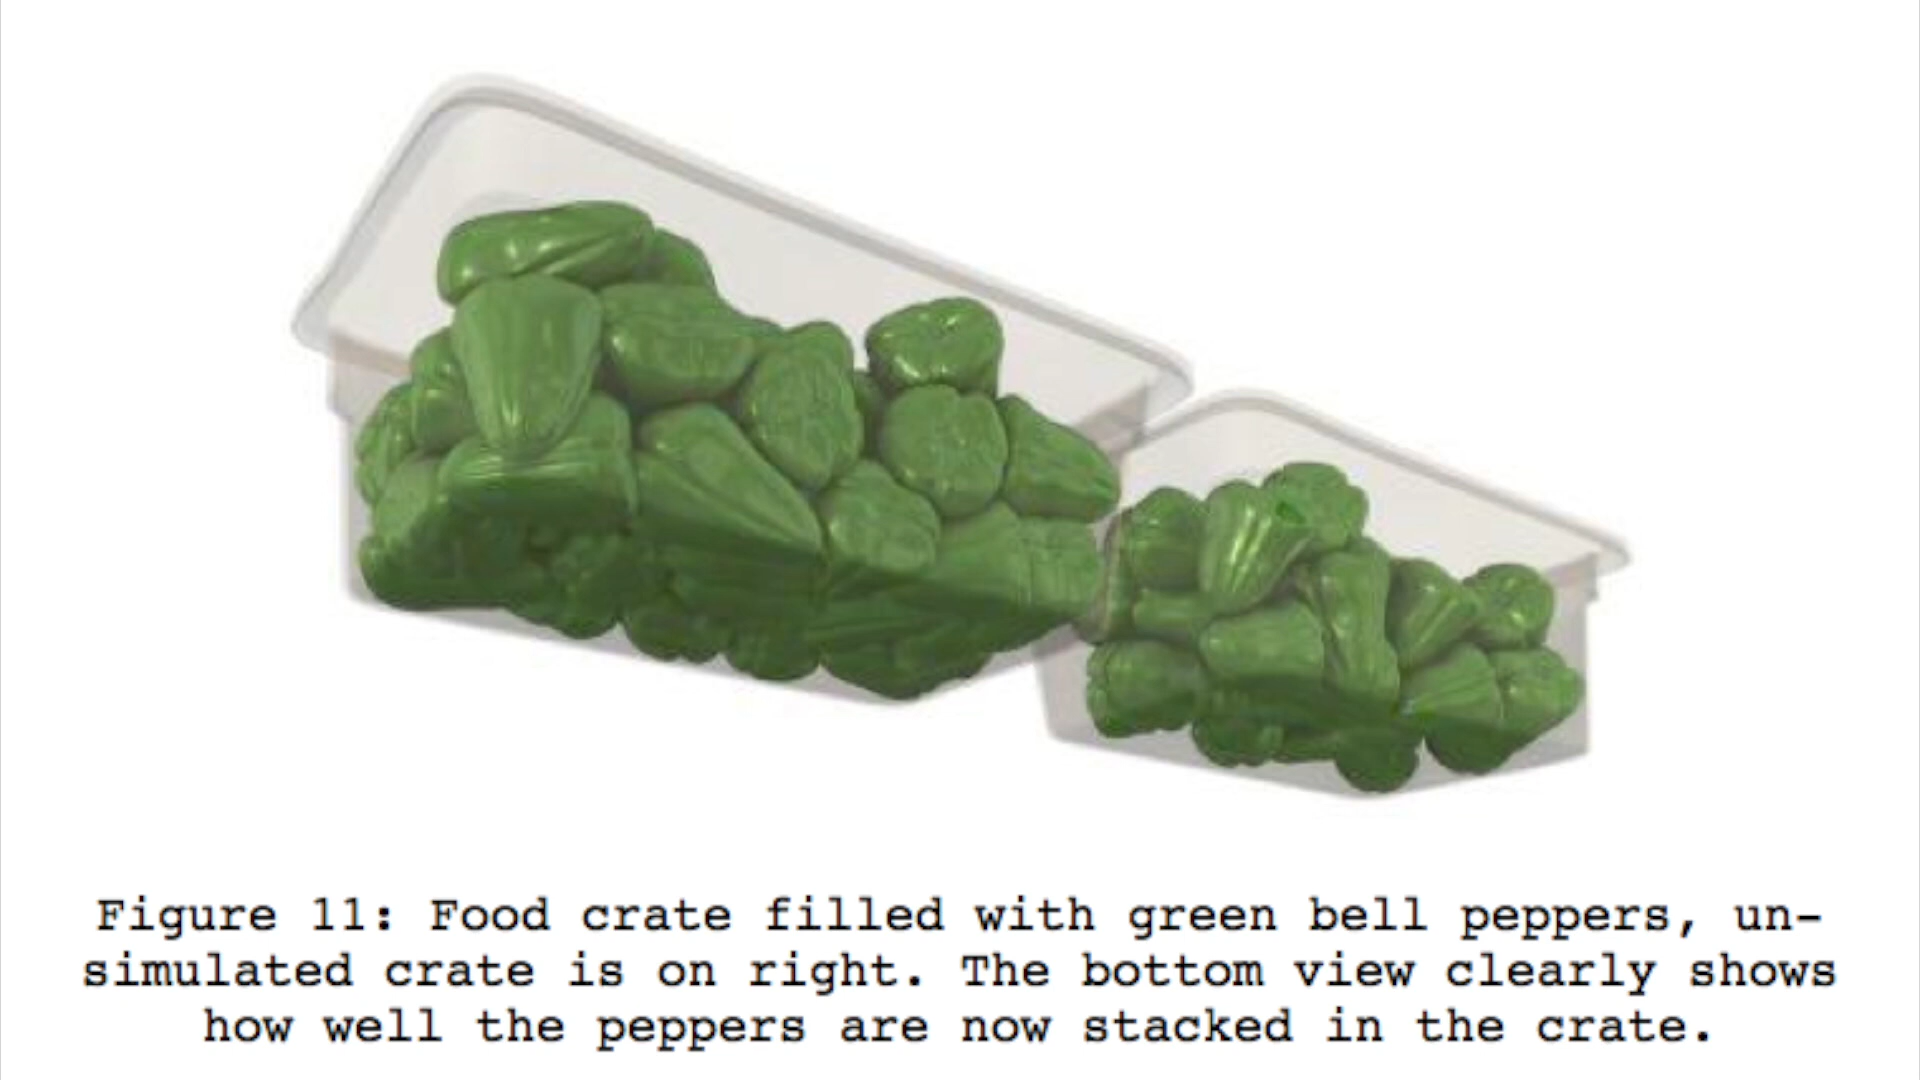 Figure 11: Food crate filled with green bell peppers, un-
simulated crate is on right. The bottom view clearly shows
how well the peppers are now stacked in the crate.